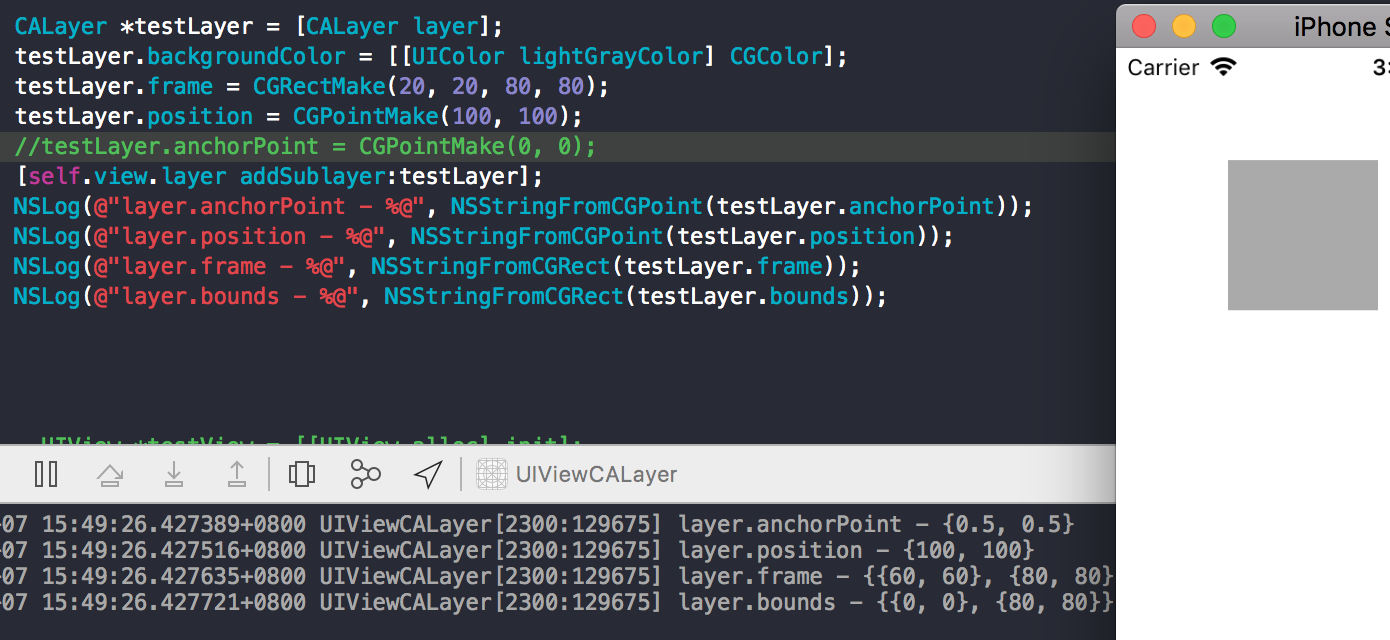 CALayer *testLayer = [CALayer layer];
testLayer.backgroundColor = [[UIColor lightGrayColor] CGColor];
testLayer.frame = CGRectMake(20, 20, 80, 80);
testLayer.position = CGPointMake(100, 100);
//testLayer.anchorPoint = CGPointMake(0, 0);
[self.view.layer addSublayer:testLayer];
NSLog(@"layer.anchorPoint - %@", NSStringFromCGPoint(testLayer.anchorPoint));
NSLog(@"layer.position - %@", NSStringFromCGPoint(testLayer.position));
NSLog(@"layer.frame - %@", NSStringFromCGRect(testLayer.frame));
NSLog(@"layer.bounds - %@", NSStringFromCGRect(testLayer.bounds));
UIView *testView = [[UIView alloc] init];
UIViewCALayer
-07 15:49:26.427389+0800 UIViewCALayer[2300:129675] layer.anchorPoint - {0.5, 0.5}
-07 15:49:26.427516+0800 UIViewCALayer[2300:129675] layer.position - {100, 100}
-07 15:49:26.427635+0800 UIViewCALayer[2300:129675] layer.frame - {{60, 60}, {80, 80}
-07 15:49:26.427721+0800 UIViewCALayer[2300:129675] layer.bounds - {{0, 0}, {80, 80}}
iPhone S
Carrier 3: